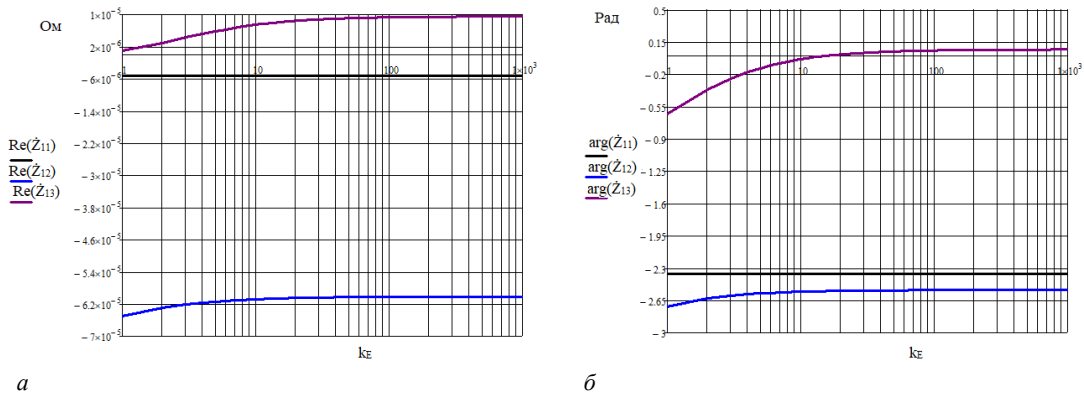 Ом
1×10⁻⁵
2×10⁻⁶
− 6×10⁻⁶
− 1.4×10⁻⁵
− 2.2×10⁻⁵
− 3×10⁻⁵
− 3.8×10⁻⁵
− 4.6×10⁻⁵
− 5.4×10⁻⁵
− 6.2×10⁻⁵
− 7×10⁻⁵
1
10
100
1×10³
Re(Ż₁₁)
Re(Ż₁₂)
Re(Ż₁₃)
kE
а
Рад
0.5
0.15
− 0.2
− 0.55
− 0.9
− 1.25
− 1.6
− 1.95
− 2.3
− 2.65
− 3
1
10
100
1×10³
arg(Ż₁₁)
arg(Ż₁₂)
arg(Ż₁₃)
kE
б